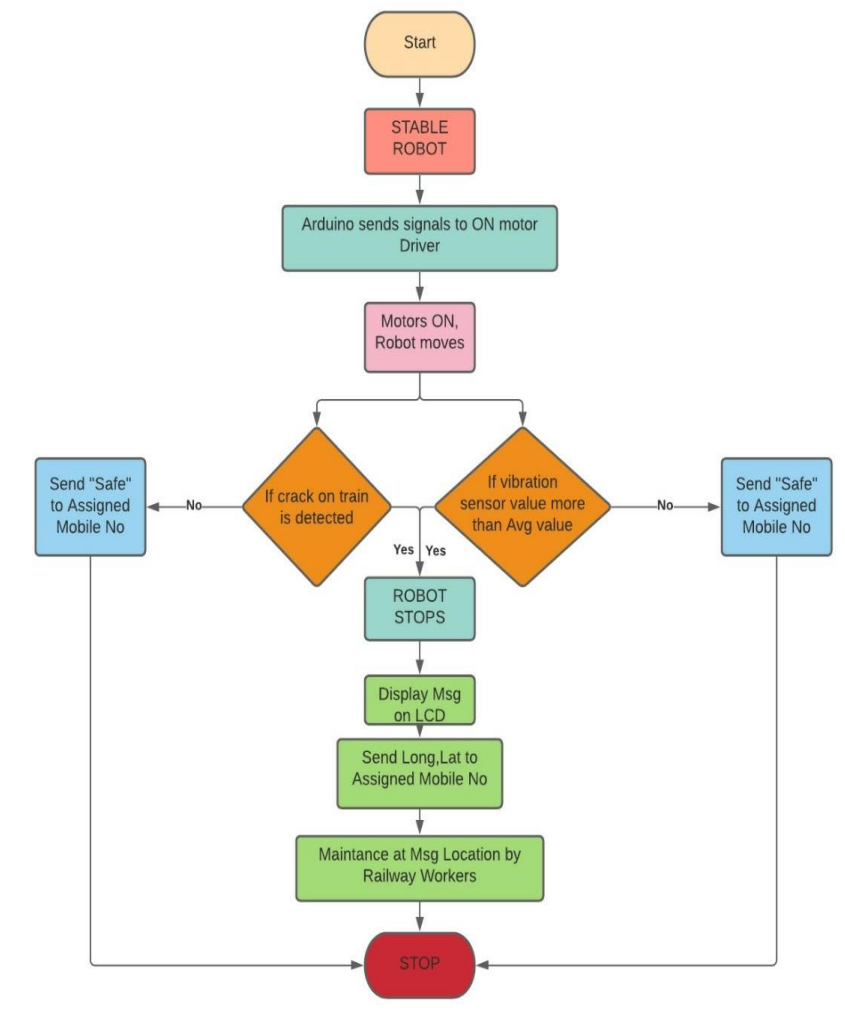 Start
STABLE
ROBOT
Arduino sends signals to ON motor
Driver
Motors ON,
Robot moves
Send "Safe"
to Assigned
Mobile No
No
If crack on train
is detected
Yes
Yes
If vibration
sensor value more
than Avg value
No
Send "Safe"
to Assigned
Mobile No
ROBOT
STOPS
Display Msg
on LCD
Send Long,Lat to
Assigned Mobile No
Maintance at Msg Location by
Railway Workers
STOP